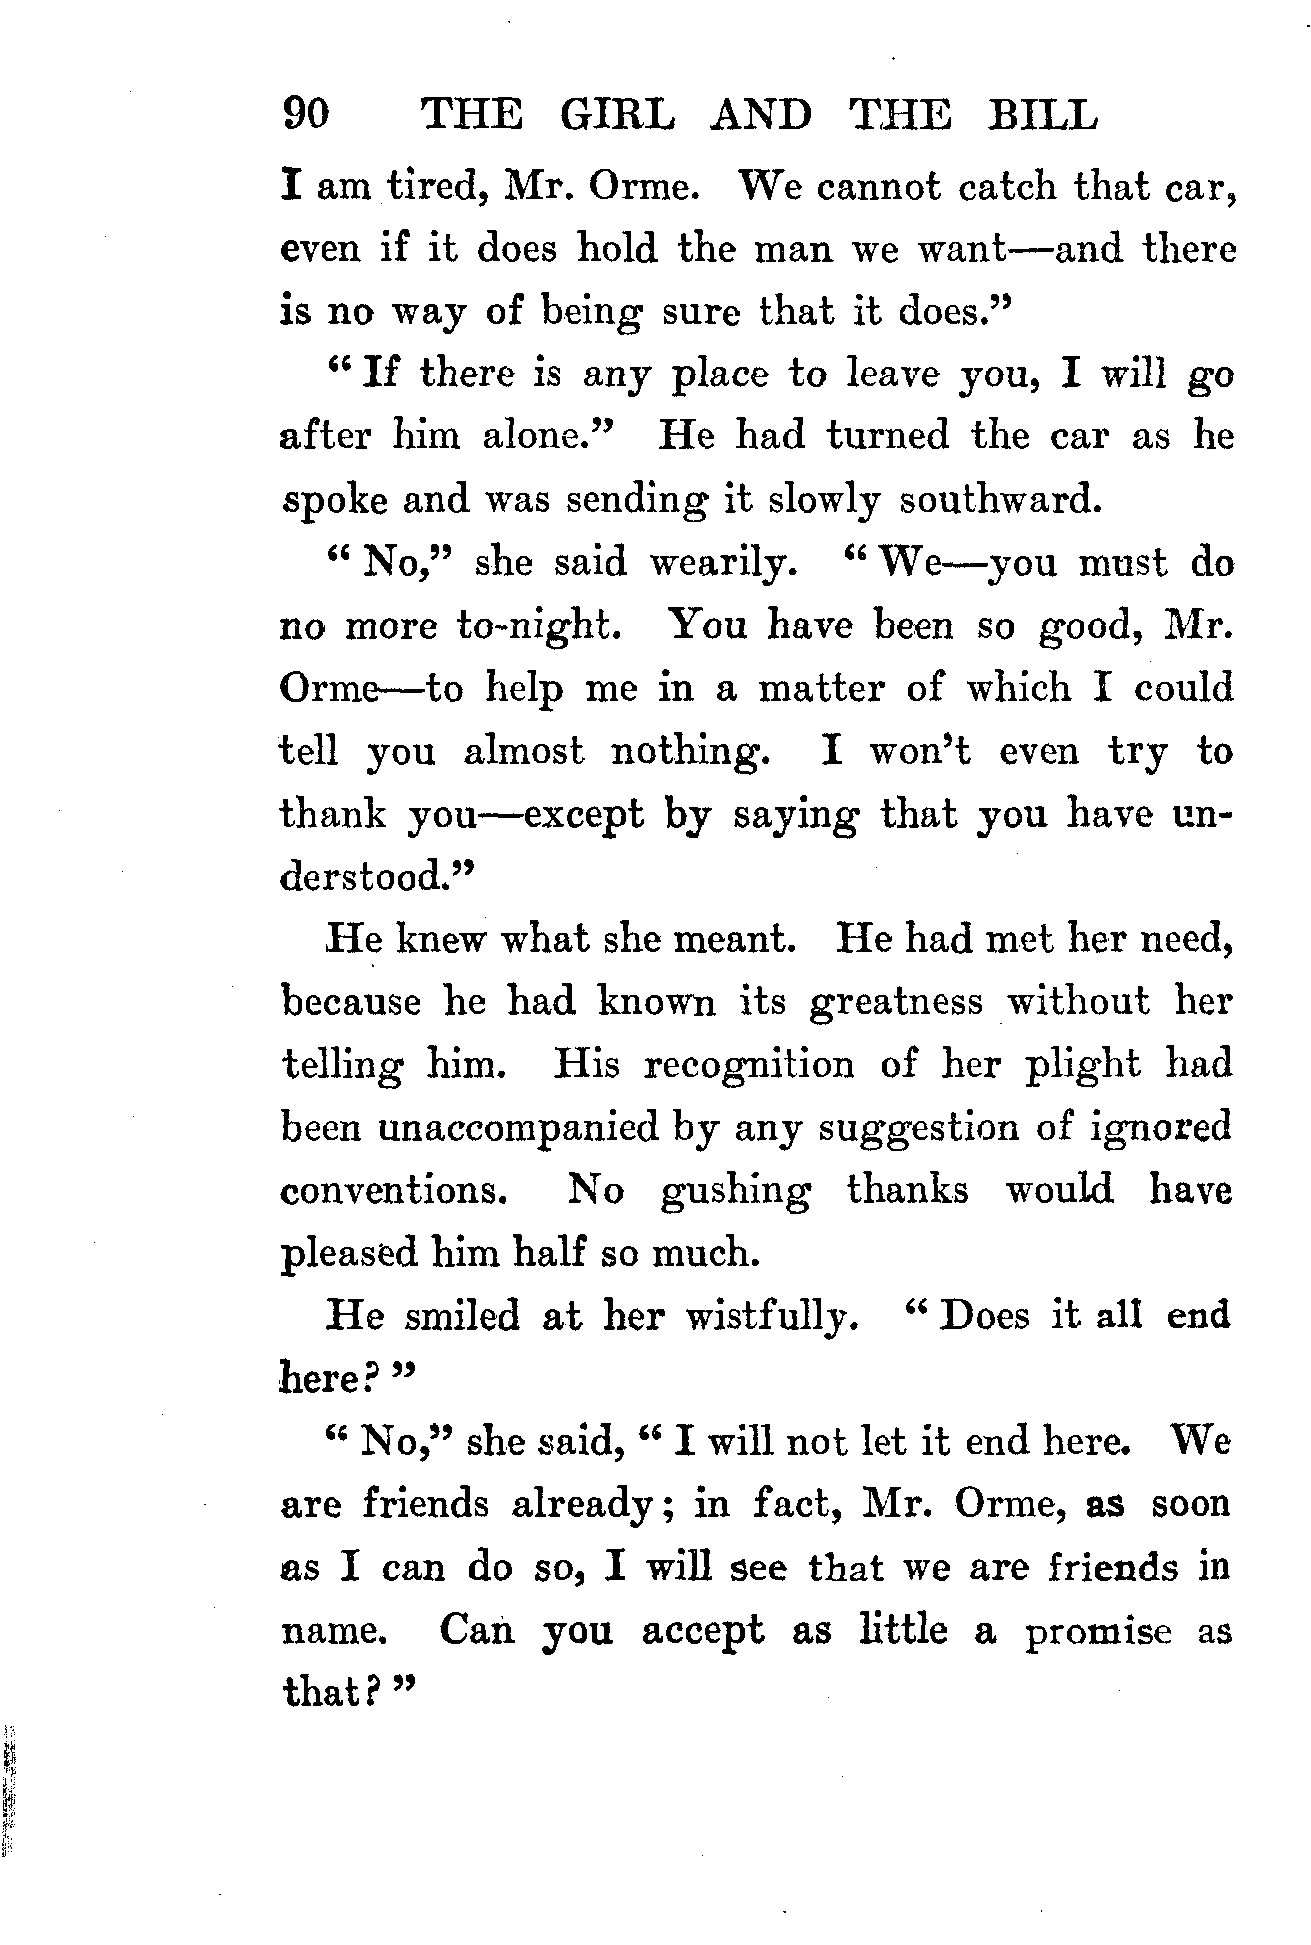 90 THE GIRL AND THE BILL
I am tired, Mr. Orme. We cannot catch that car,
even if it does hold the man we want—and there
is no way of being sure that it does."
" If there is any place to leave you, I will go
after him alone." He had turned the car as he
spoke and was sending it slowly southward.
" No," she said wearily. " We—you must do
no more to-night. You have been so good, Mr.
Orme—to help me in a matter of which I could
tell you almost nothing. I won't even try to
thank you—except by saying that you have un-
derstood."
He knew what she meant. He had met her need,
because he had known its greatness without her
telling him. His recognition of her plight had
been unaccompanied by any suggestion of ignored
conventions. No gushing thanks would have
pleased him half so much.
He smiled at her wistfully. " Does it all end
here? "
" No," she said, " I will not let it end here. We
are friends already; in fact, Mr. Orme, as soon
as I can do so, I will see that we are friends in
name. Can you accept as little a promise as
that? "